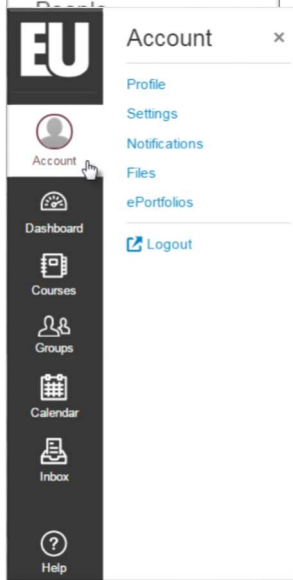 EU
Account
Dashboard
Courses
Groups
Calendar
Inbox
Help
Account ×
Profile
Settings
Notifications
Files
ePortfolios
Logout